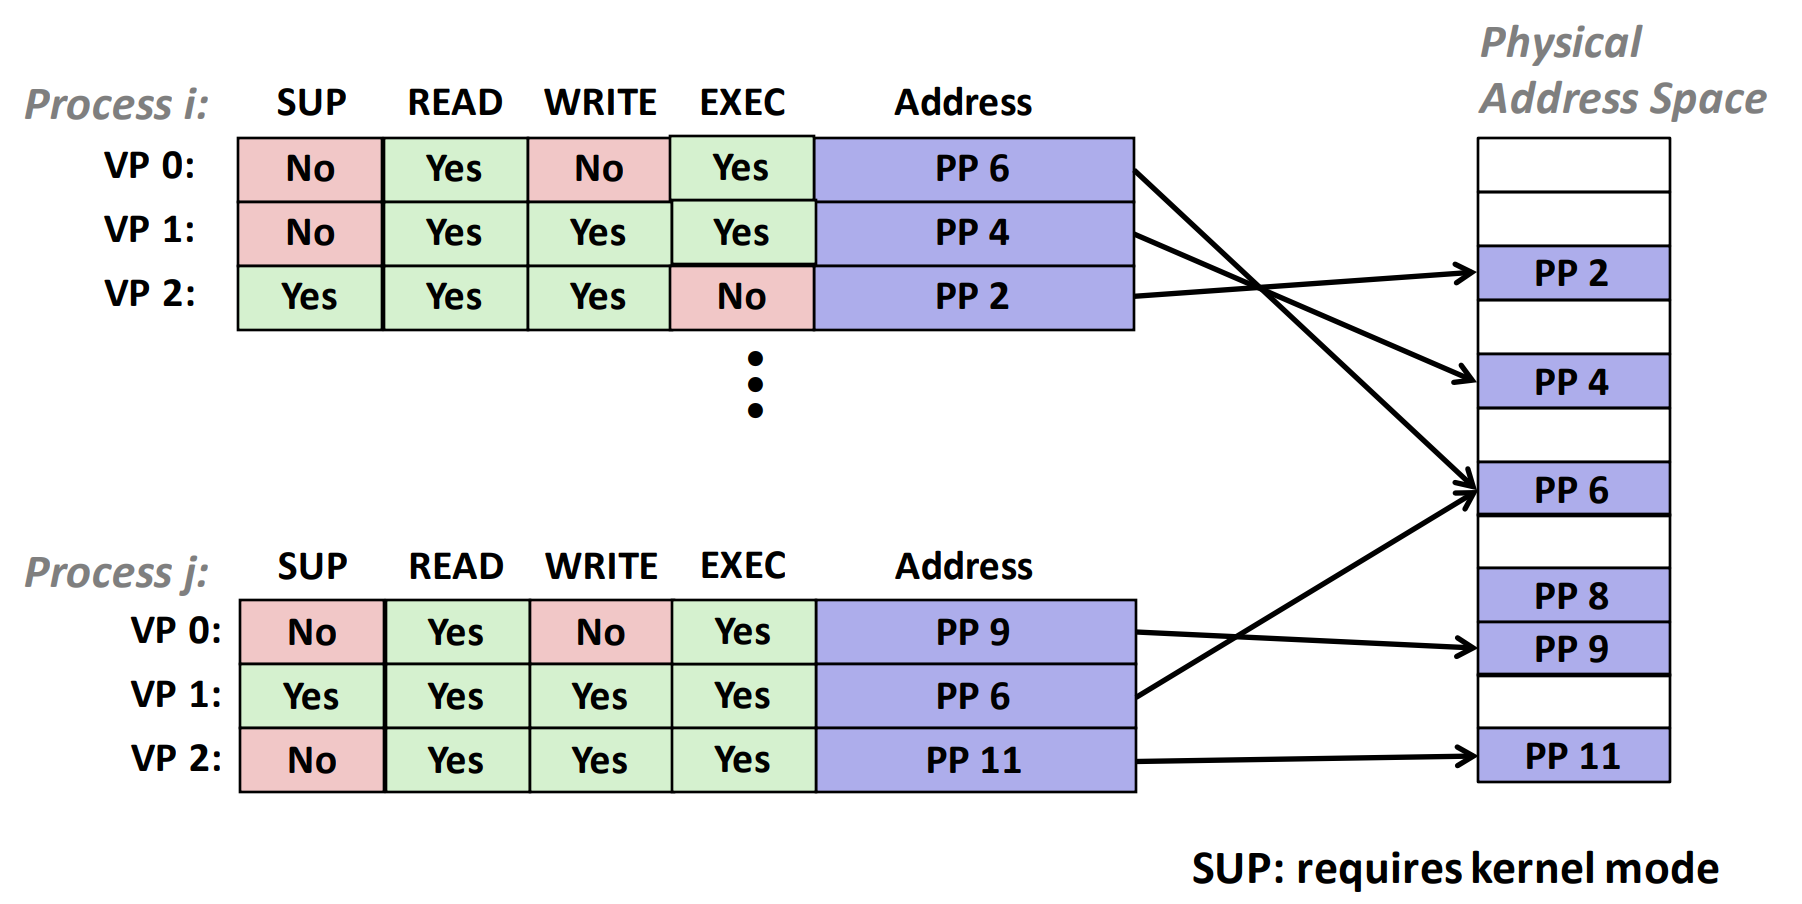 Physical
Address Space
Process i: SUP READ WRITE EXEC Address
VP 0: No Yes No Yes PP 6
VP 1: No Yes Yes Yes PP 4
VP 2: Yes Yes Yes No PP 2
PP 2
PP 4
PP 6
PP 8
PP 9
PP 11
Process j: SUP READ WRITE EXEC Address
VP 0: No Yes No Yes PP 9
VP 1: Yes Yes Yes Yes PP 6
VP 2: No Yes Yes Yes PP 11
SUP: requires kernel mode